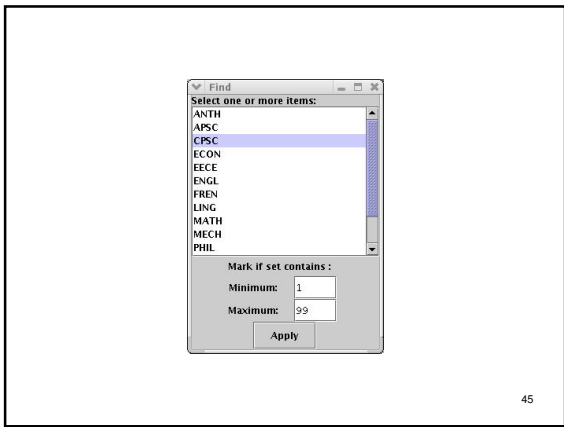 Find
Select one or more items:
ANTH
APSC
CPSC
ECON
EECE
ENGL
FREN
LING
MATH
MECH
PHIL
Mark if set contains :
Minimum: 1
Maximum: 99
Apply
45